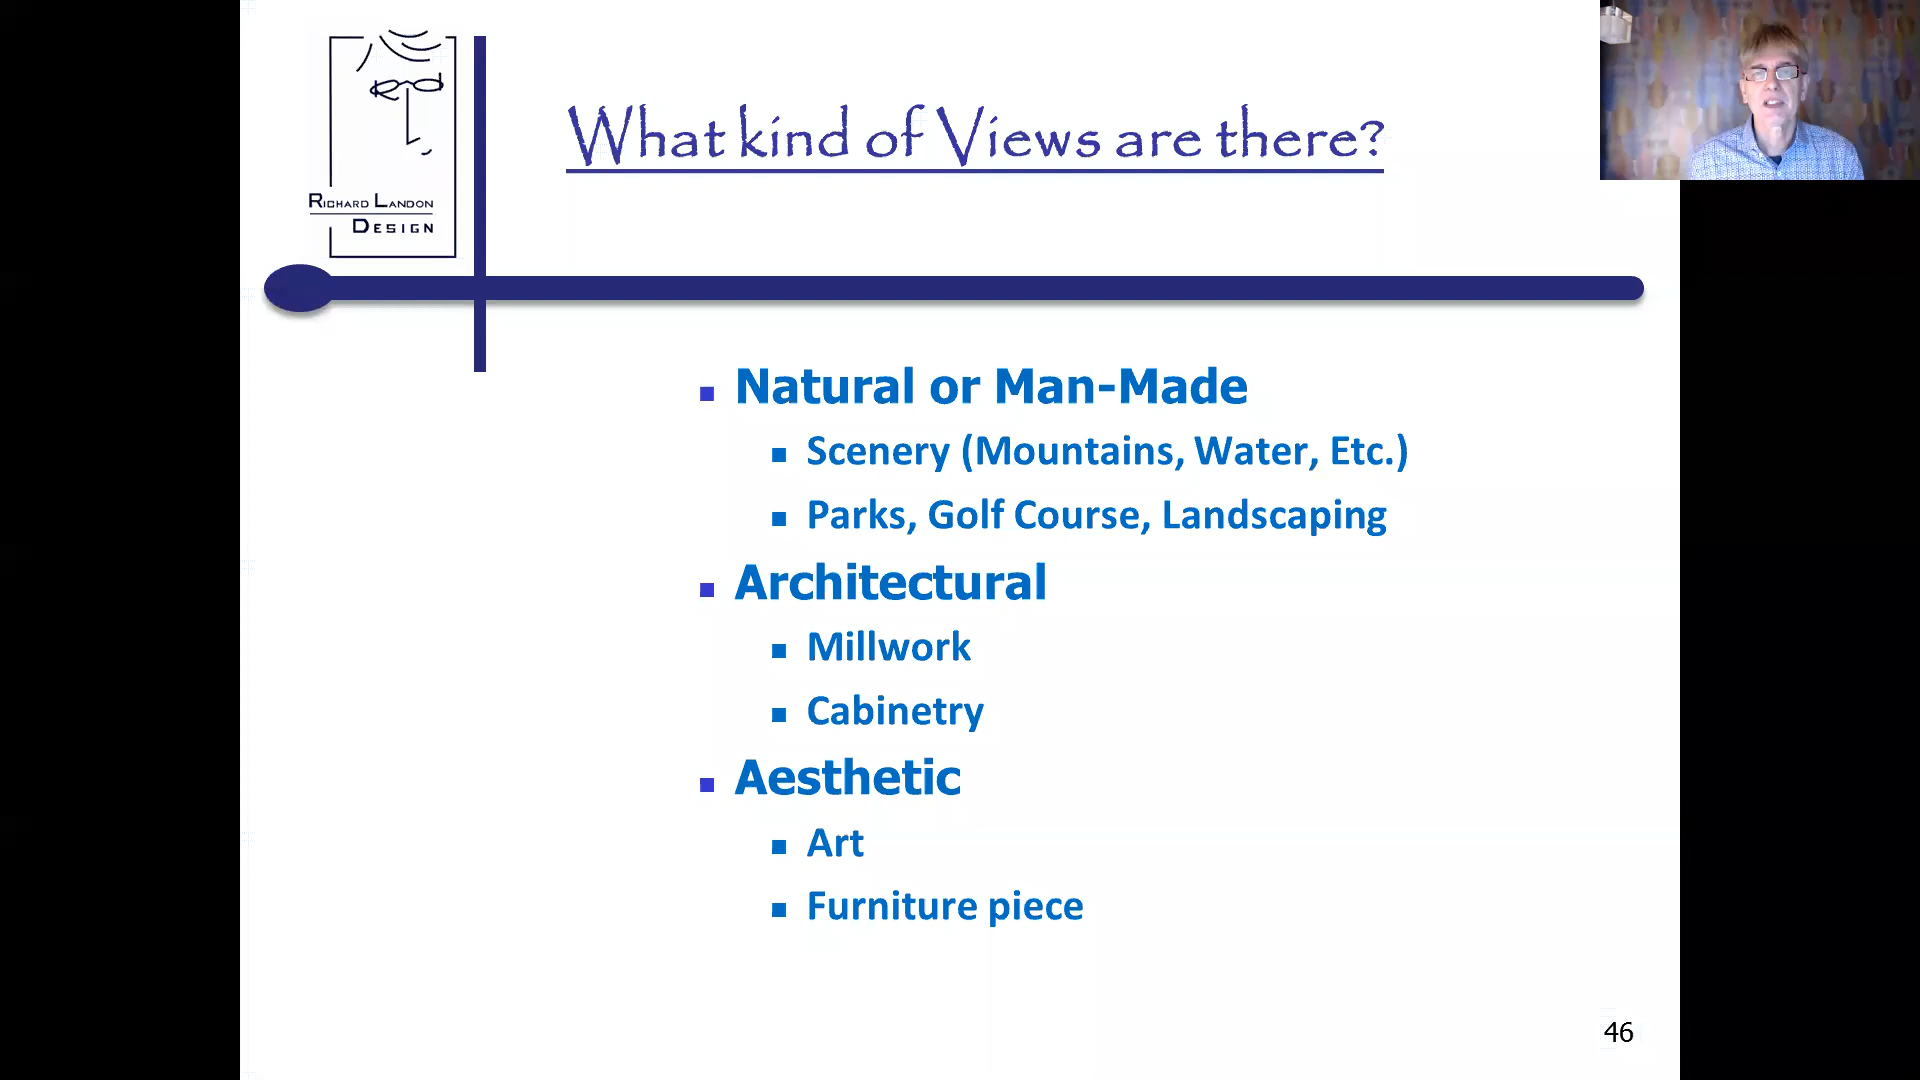 RICHARD LANDON
DESIGN
What kind of Views are there?
Natural or Man-Made
Scenery (Mountains, Water, Etc.)
Parks, Golf Course, Landscaping
Architectural
Millwork
Cabinetry
Aesthetic
Art
Furniture piece
46